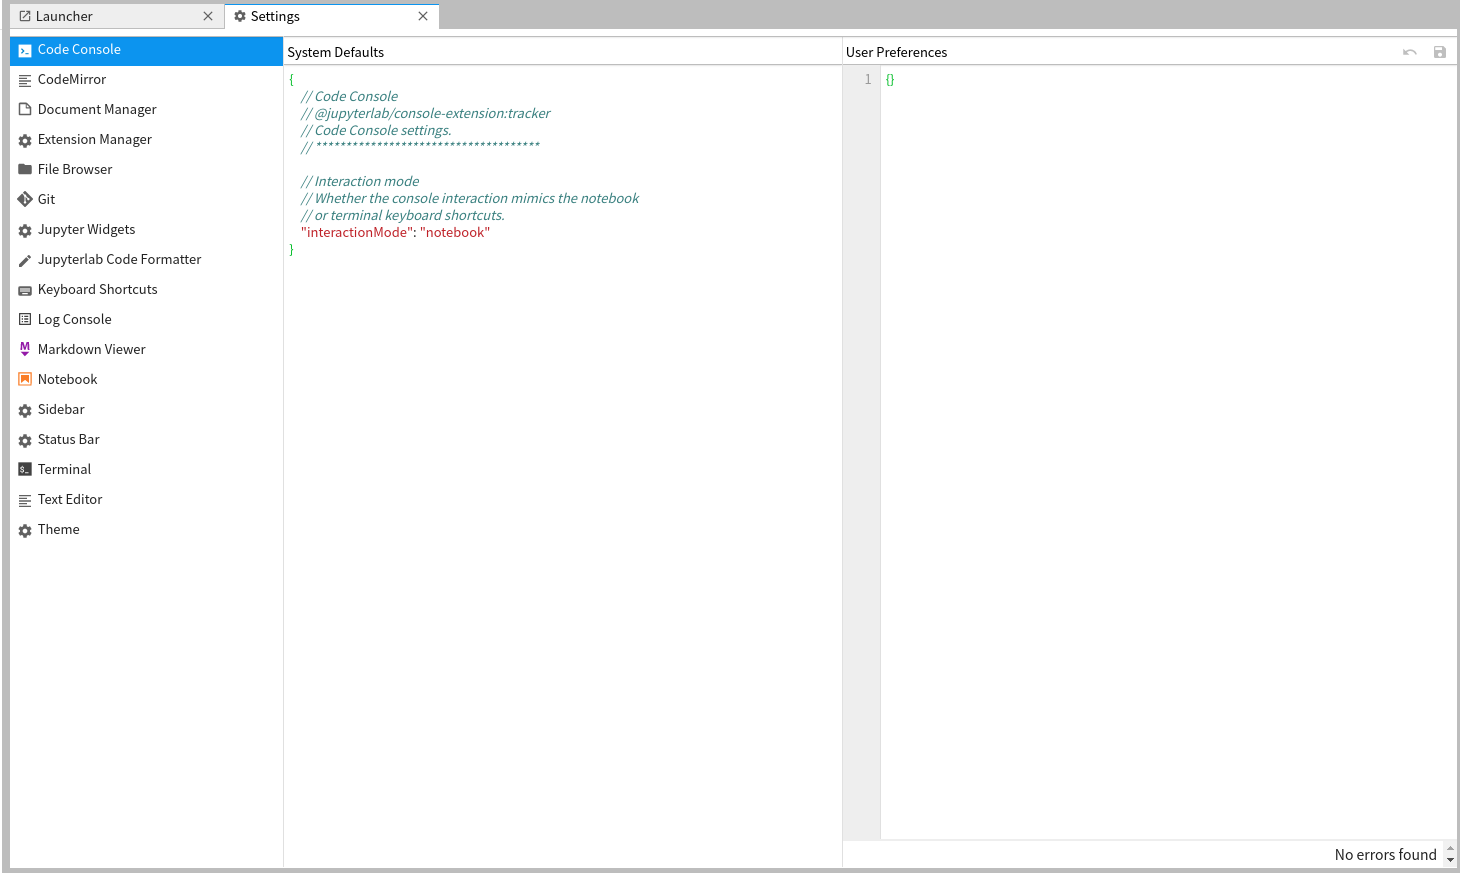 Launcher
Settings
Code Console
CodeMirror
Document Manager
Extension Manager
File Browser
Git
Jupyter Widgets
Jupyterlab Code Formatter
Keyboard Shortcuts
Log Console
Markdown Viewer
Notebook
Sidebar
Status Bar
Terminal
Text Editor
Theme
System Defaults
{
// Code Console
// @jupyterlab/console-extension:tracker
// Code Console settings.
// *************************************
// Interaction mode
// Whether the console interaction mimics the notebook
// or terminal keyboard shortcuts.
"interactionMode": "notebook"
}
User Preferences
1 {}
No errors found